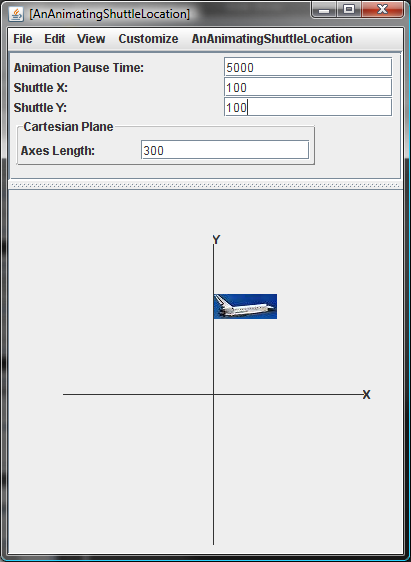 [AnAnimatingShuttleLocation]
File Edit View Customize AnAnimatingShuttleLocation
Animation Pause Time: 5000
Shuttle X: 100
Shuttle Y: 100
Cartesian Plane
Axes Length: 300
Y
X